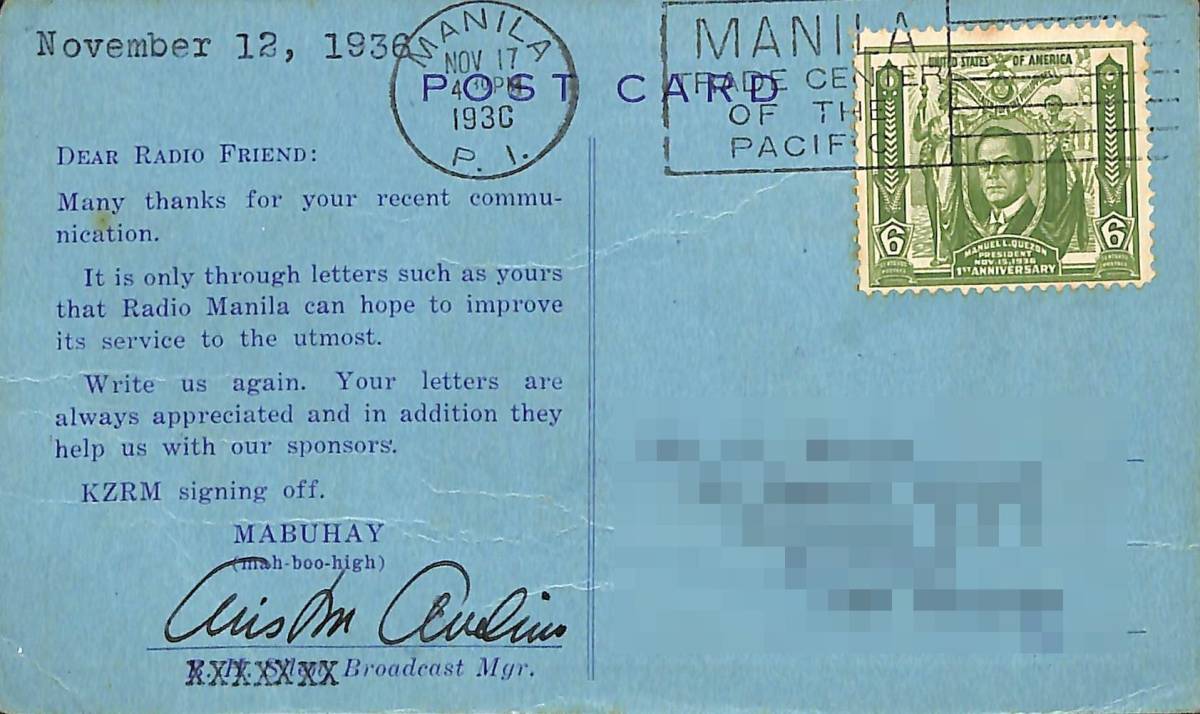 November 12, 1936
MANILA
NOV 17
4 PM
1936
P. I.
POST CARD
MANILA
TRADE CENTER
OF THE
PACIFIC
UNITED STATES OF AMERICA
6 6
MANUEL L. QUEZON
PRESIDENT
NOV. 15, 1936
1ST ANNIVERSARY
CENTAVOS CENTAVOS
DEAR RADIO FRIEND:
Many thanks for your recent commu-
nication.
It is only through letters such as yours
that Radio Manila can hope to improve
its service to the utmost.
Write us again. Your letters are
always appreciated and in addition they
help us with our sponsors.
KZRM signing off.
MABUHAY
(mah-boo-high)
XXXXXXX Broadcast Mgr.